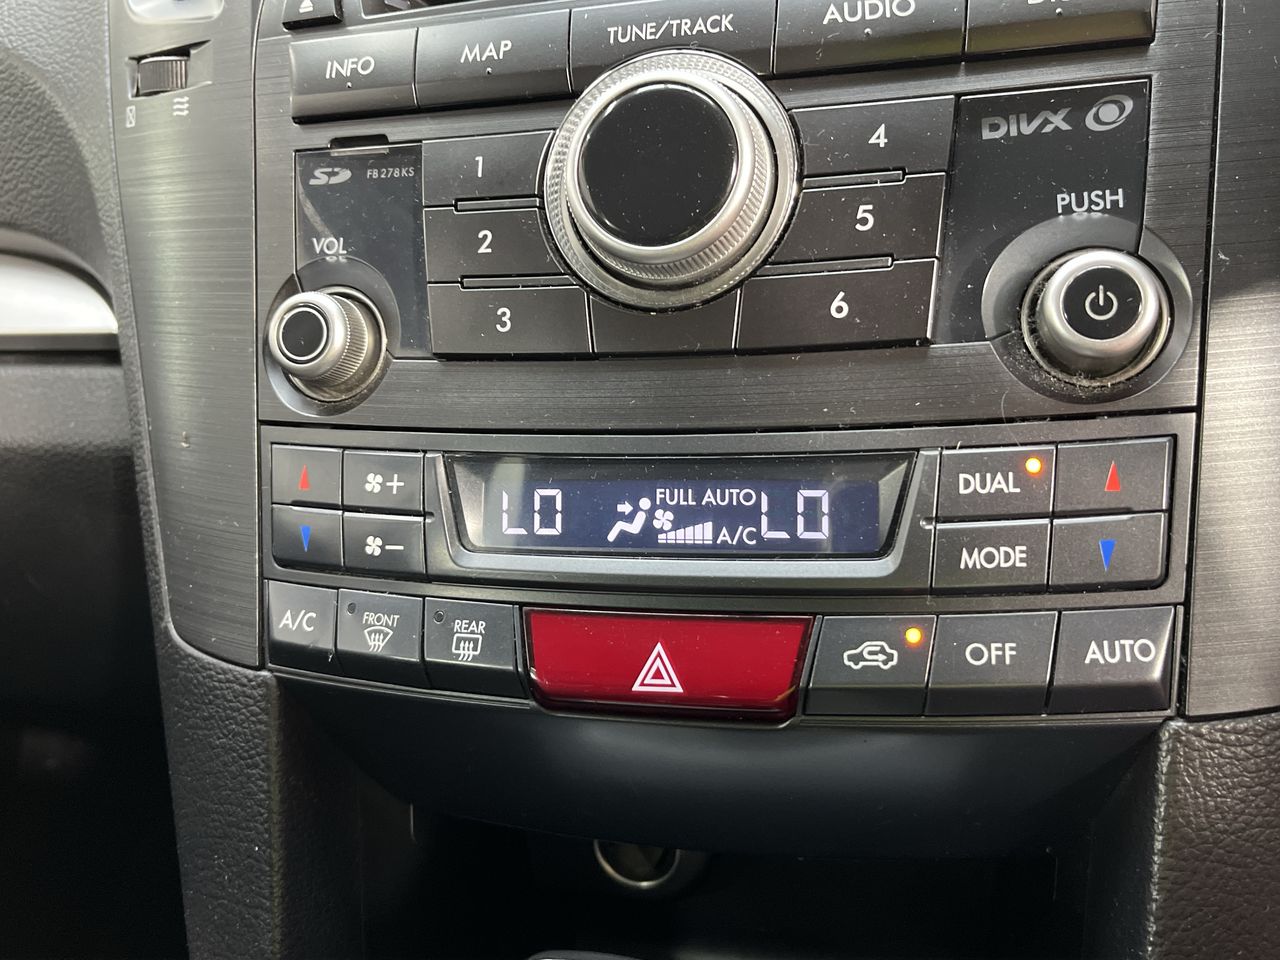 INFO
MAP
TUNE/TRACK
AUDIO
SD
FB278KS
DIVX
1
2
3
4
5
6
VOL
PUSH
+
−
LO
FULL AUTO
A/C
LO
DUAL
MODE
A/C
FRONT
REAR
OFF
AUTO